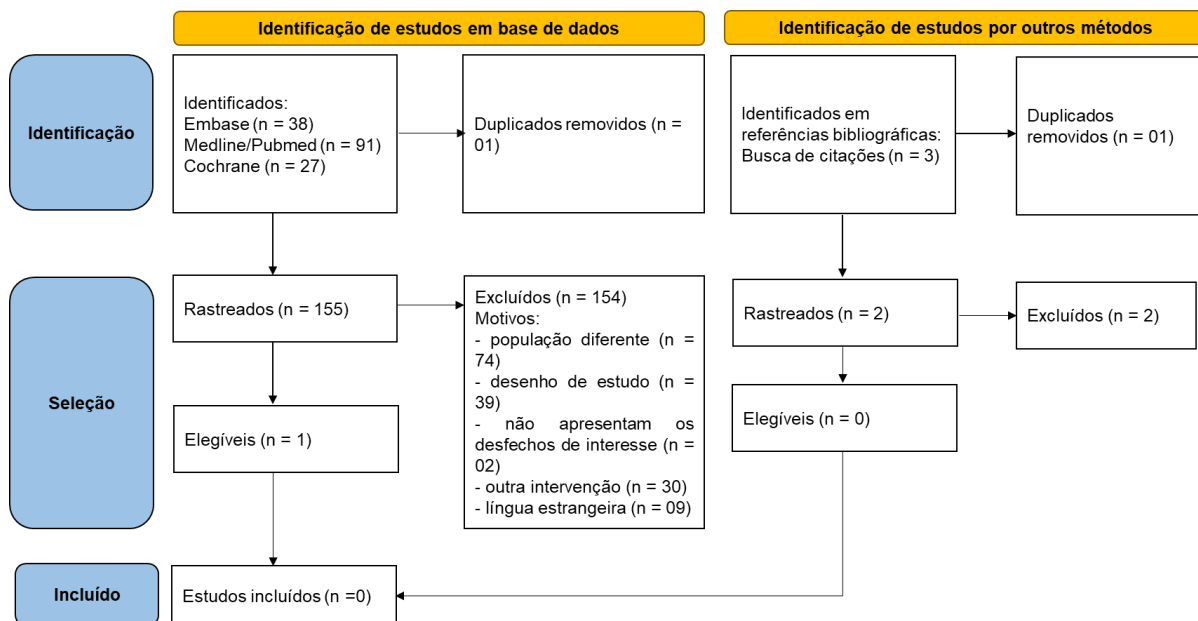 Identificação de estudos em base de dados
Identificação de estudos por outros métodos
Identificação
Identificados:
Embase (n = 38)
Medline/Pubmed (n = 91)
Cochrane (n = 27)
Duplicados removidos (n =
01)
Identificados em
referências bibliográficas:
Busca de citações (n = 3)
Duplicados
removidos (n = 01)
Seleção
Rastreados (n = 155)
Excluídos (n = 154)
Motivos:
- população diferente (n =
74)
- desenho de estudo (n =
39)
- não apresentam os
desfechos de interesse (n =
02)
- outra intervenção (n = 30)
- língua estrangeira (n = 09)
Rastreados (n = 2)
Excluídos (n = 2)
Elegíveis (n = 1)
Elegíveis (n = 0)
Incluído
Estudos incluídos (n =0)